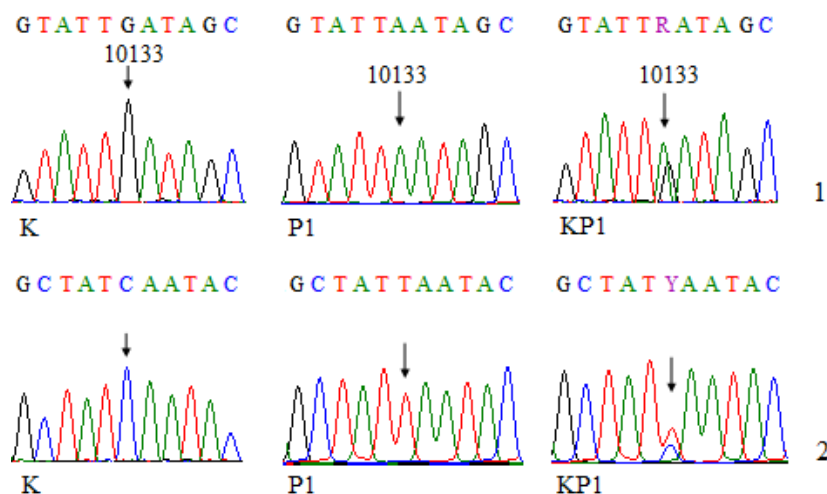 G T A T T G A T A G C G T A T T A A T A G C G T A T T R A T A G C
10133 10133 10133
1
K P1 KP1
G C T A T C A A T A C G C T A T T A A T A C G C T A T Y A A T A C
2
K P1 KP1